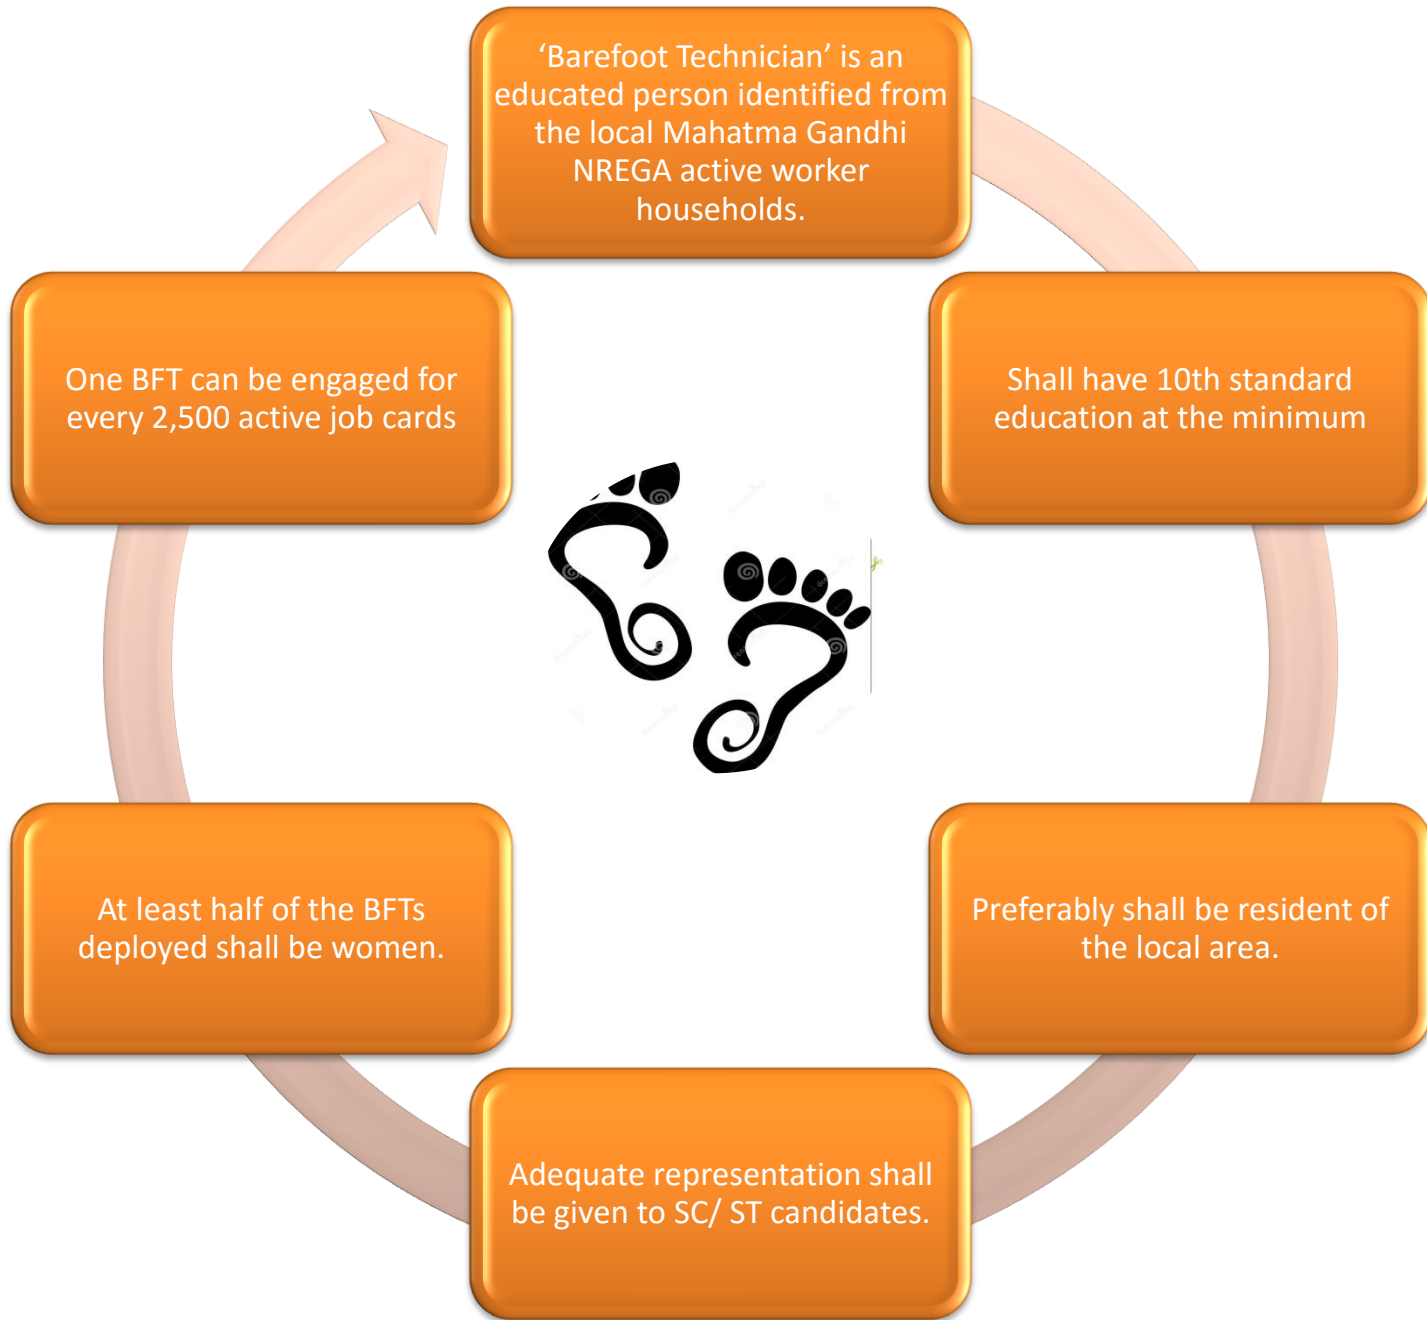 ‘Barefoot Technician’ is an
educated person identified from
the local Mahatma Gandhi
NREGA active worker
households.
Shall have 10th standard
education at the minimum
Preferably shall be resident of
the local area.
Adequate representation shall
be given to SC/ ST candidates.
At least half of the BFTs
deployed shall be women.
One BFT can be engaged for
every 2,500 active job cards